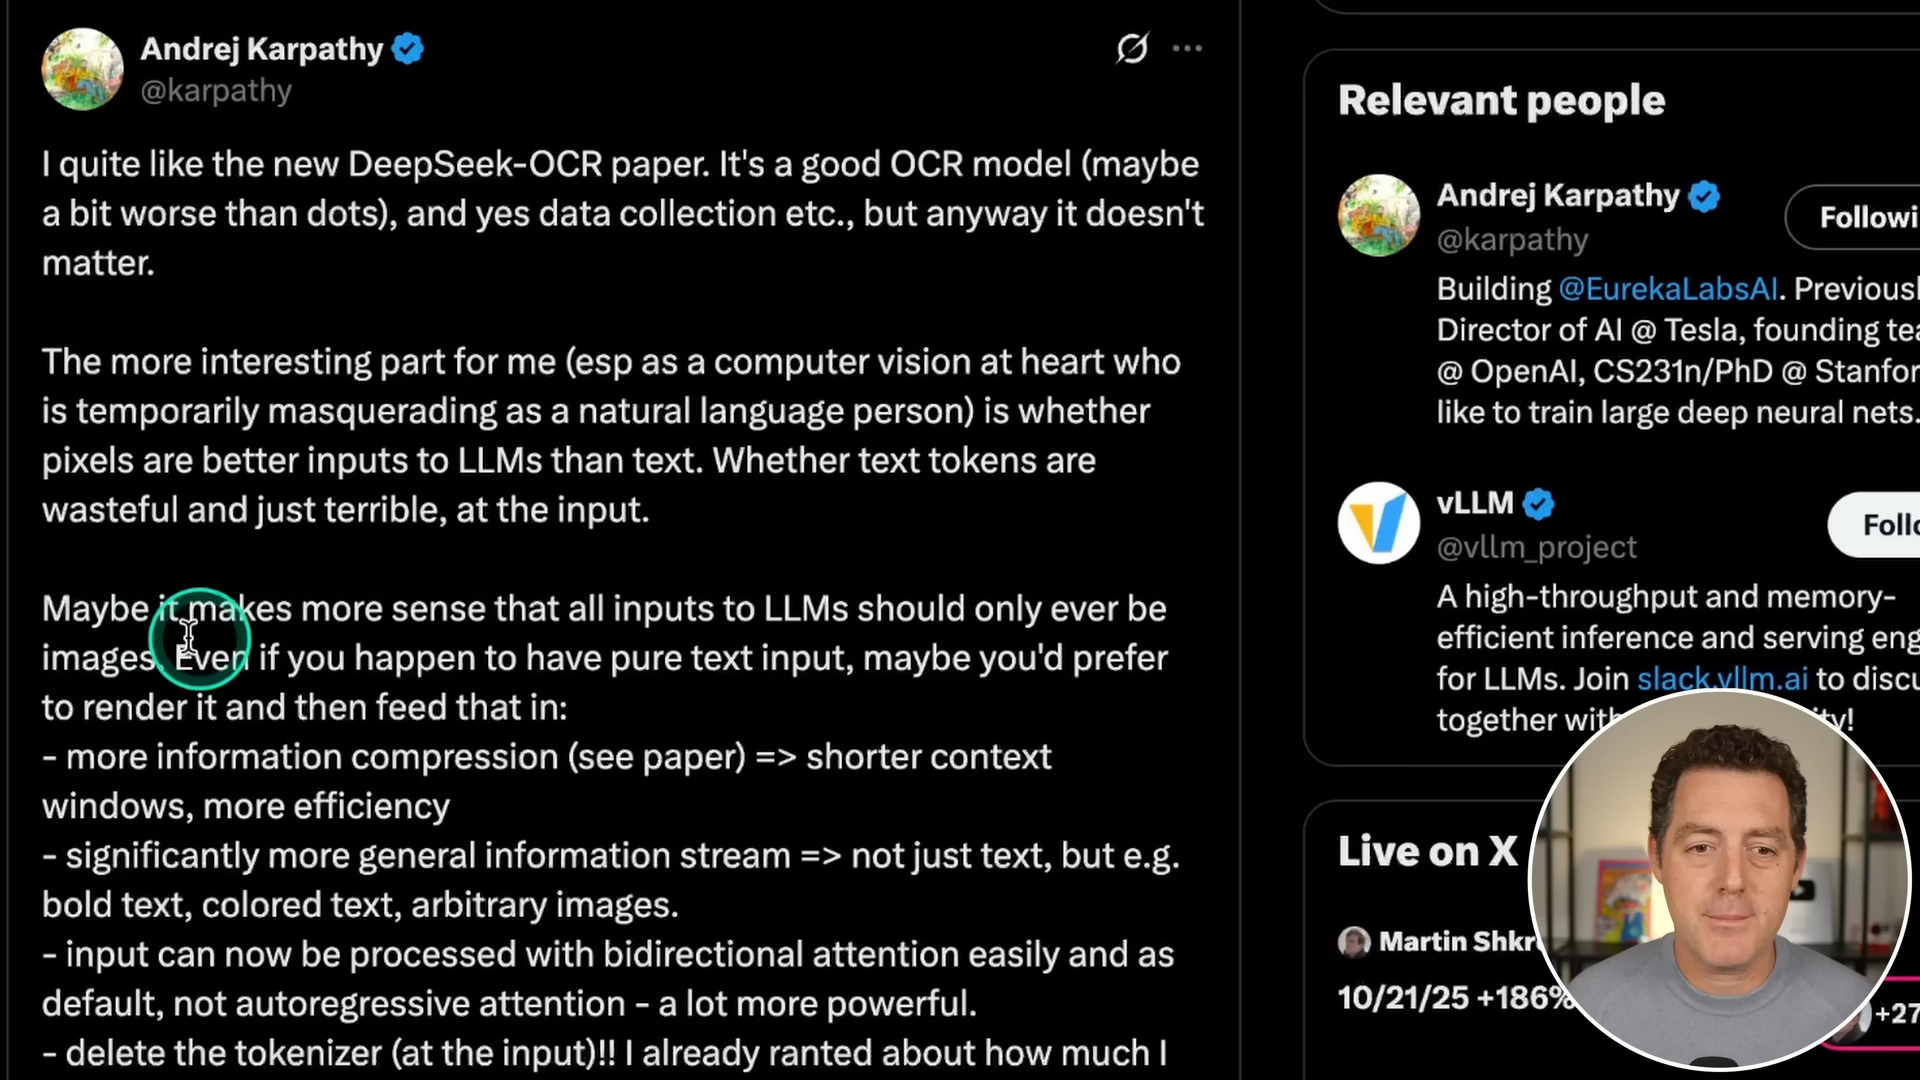 Andrej Karpathy
@karpathy
I quite like the new DeepSeek-OCR paper. It's a good OCR model (maybe
a bit worse than dots), and yes data collection etc., but anyway it doesn't
matter.
The more interesting part for me (esp as a computer vision at heart who
is temporarily masquerading as a natural language person) is whether
pixels are better inputs to LLMs than text. Whether text tokens are
wasteful and just terrible, at the input.
Maybe it makes more sense that all inputs to LLMs should only ever be
images. Even if you happen to have pure text input, maybe you'd prefer
to render it and then feed that in:
- more information compression (see paper) => shorter context
windows, more efficiency
- significantly more general information stream => not just text, but e.g.
bold text, colored text, arbitrary images.
- input can now be processed with bidirectional attention easily and as
default, not autoregressive attention - a lot more powerful.
- delete the tokenizer (at the input)!! I already ranted about how much I
Relevant people
Andrej Karpathy
@karpathy
Followi
Building @EurekaLabsAI. Previousl
Director of AI @ Tesla, founding tea
@ OpenAI, CS231n/PhD @ Stanfor
like to train large deep neural nets.
vLLM
@vllm_project
Follo
A high-throughput and memory-
efficient inference and serving eng
for LLMs. Join slack.vllm.ai to discu
together with
ity!
Live on X
Martin Shkr
10/21/25 +186%
+27